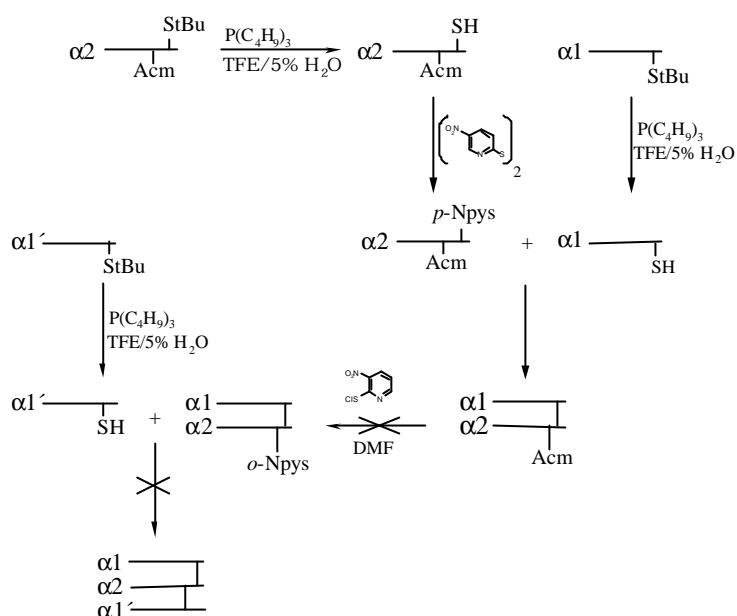 StBu
α2
Acm
P(C₄H₉)₃
TFE/5% H₂O
SH
α2
Acm
α1
StBu
O₂N
N
S
2
P(C₄H₉)₃
TFE/5% H₂O
p-Npys
α2
Acm
+
α1
SH
α1´
StBu
P(C₄H₉)₃
TFE/5% H₂O
α1´
SH
+
α1
α2
o-Npys
O₂N
ClS
N
DMF
α1
α2
Acm
α1
α2
α1´